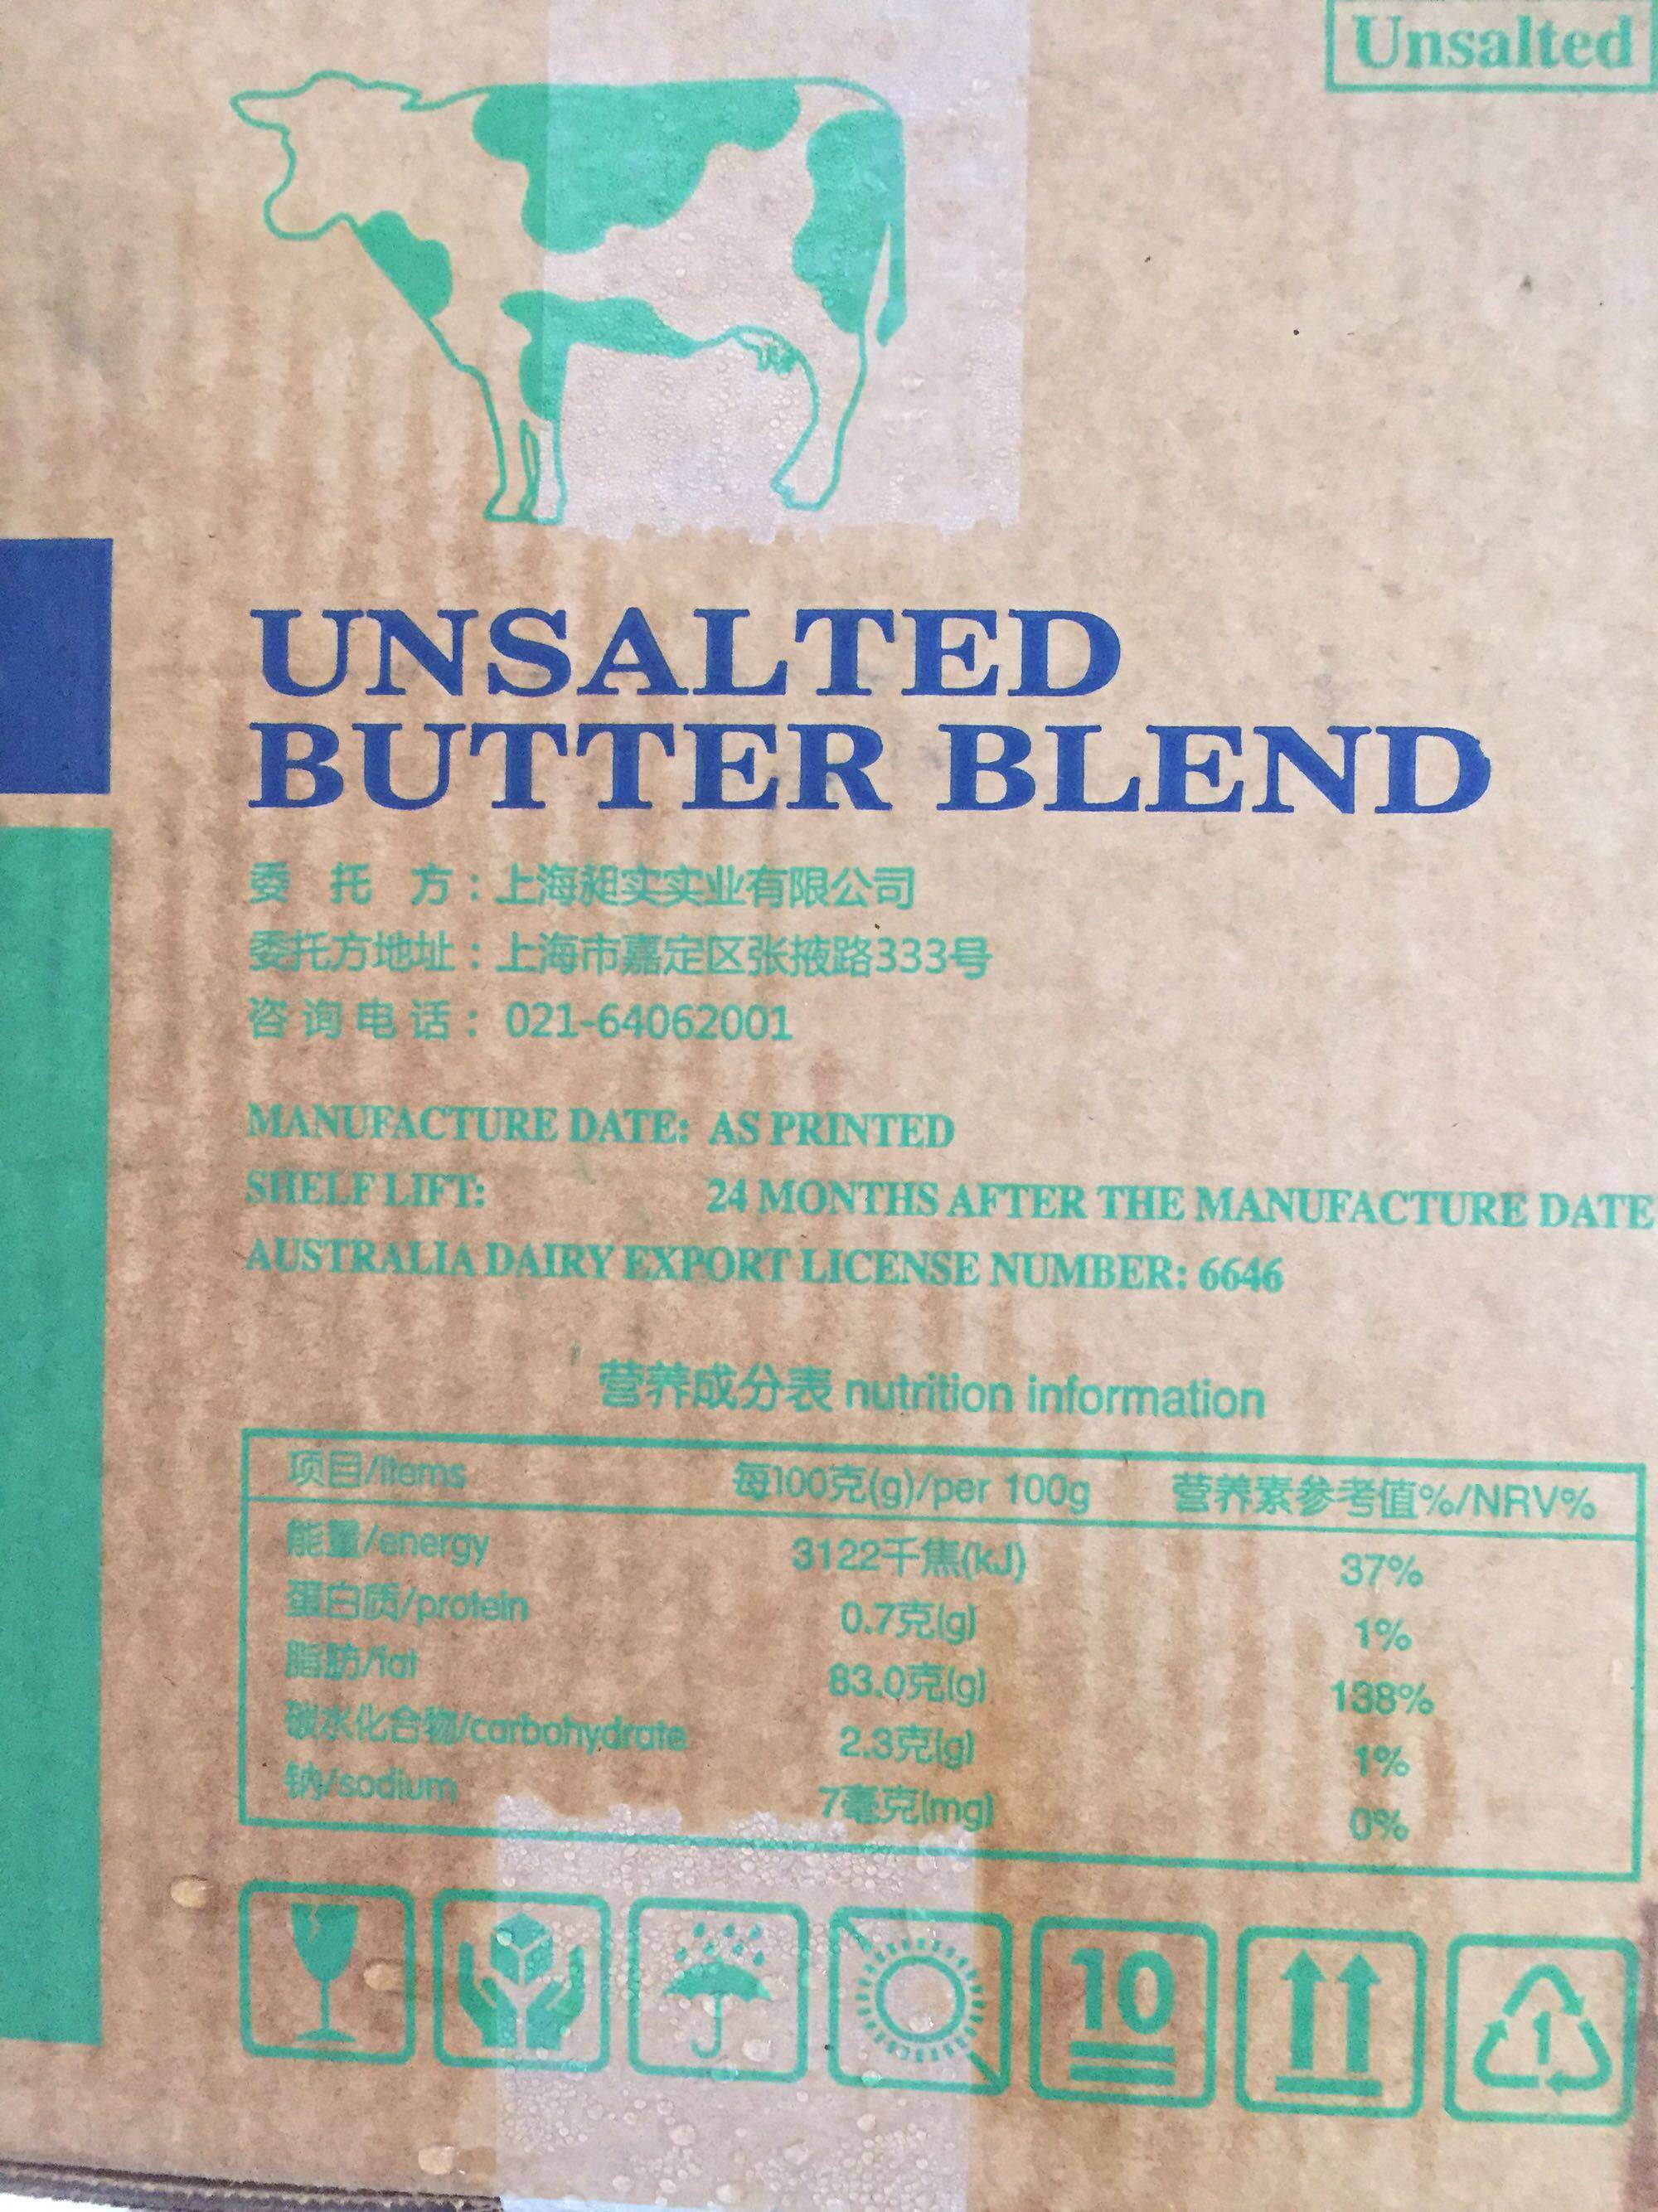 Unsalted
UNSALTED
BUTTER BLEND
委 托 方：上海昶实实业有限公司
委托方地址：上海市嘉定区张掖路333号
咨询电话：021-64062001
MANUFACTURE DATE: AS PRINTED
SHELF LIFT: 24 MONTHS AFTER THE MANUFACTURE DATE
AUSTRALIA DAIRY EXPORT LICENSE NUMBER: 6646
营养成分表 nutrition information
项目/Items 每100克(g)/per 100g 营养素参考值%/NRV%
能量/energy 3122千焦(kJ) 37%
蛋白质/protein 0.7克(g) 1%
脂肪/fat 83.0克(g) 138%
碳水化合物/carbohydrate 2.3克(g) 1%
钠/sodium 7毫克(mg) 0%
10
1